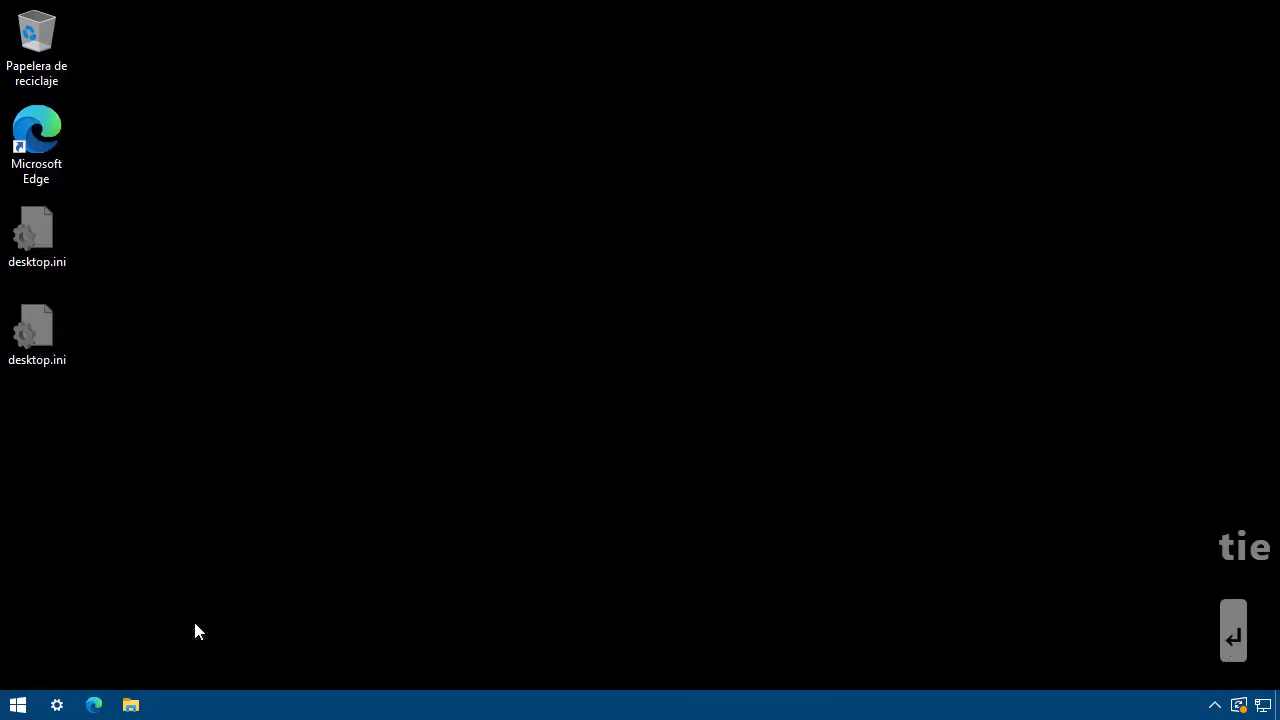 Papelera de
reciclaje
Microsoft
Edge
desktop.ini
desktop.ini
tie